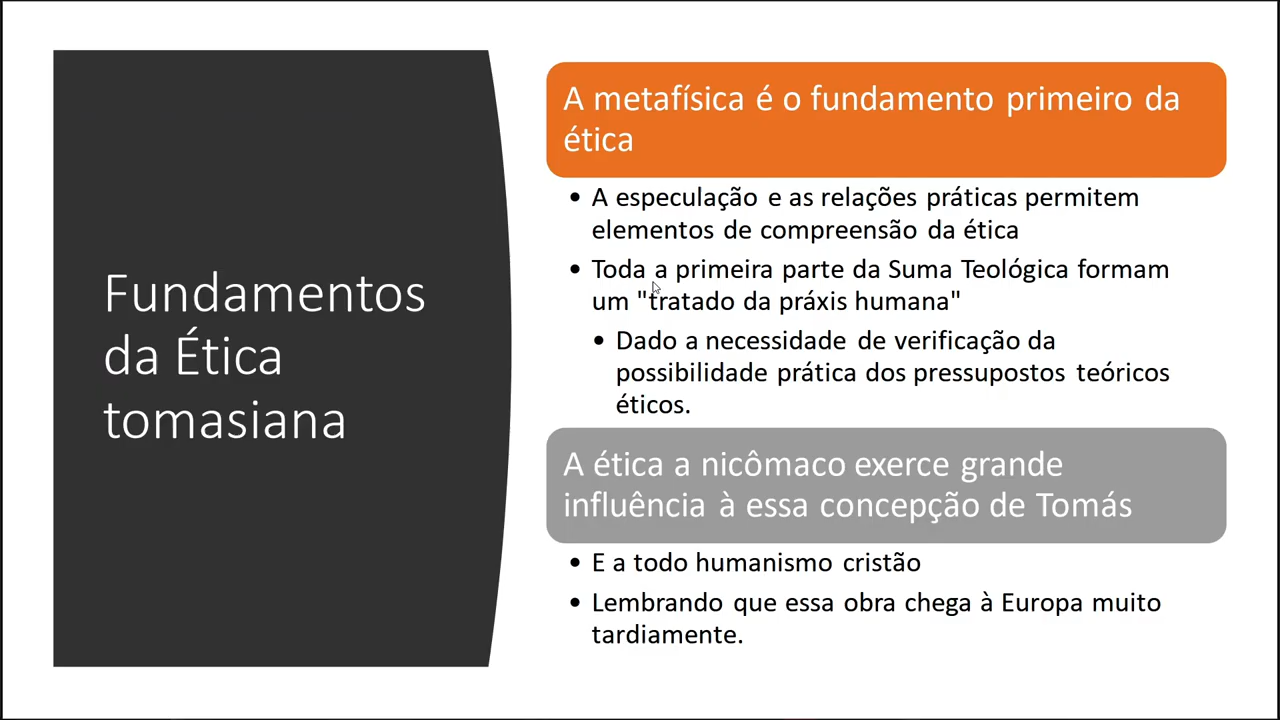 Fundamentos
da Ética
tomasiana
A metafísica é o fundamento primeiro da
ética
• A especulação e as relações práticas permitem
elementos de compreensão da ética
• Toda a primeira parte da Suma Teológica formam
um "tratado da práxis humana"
• Dado a necessidade de verificação da
possibilidade prática dos pressupostos teóricos
éticos.
A ética a nicômaco exerce grande
influência à essa concepção de Tomás
• E a todo humanismo cristão
• Lembrando que essa obra chega à Europa muito
tardiamente.